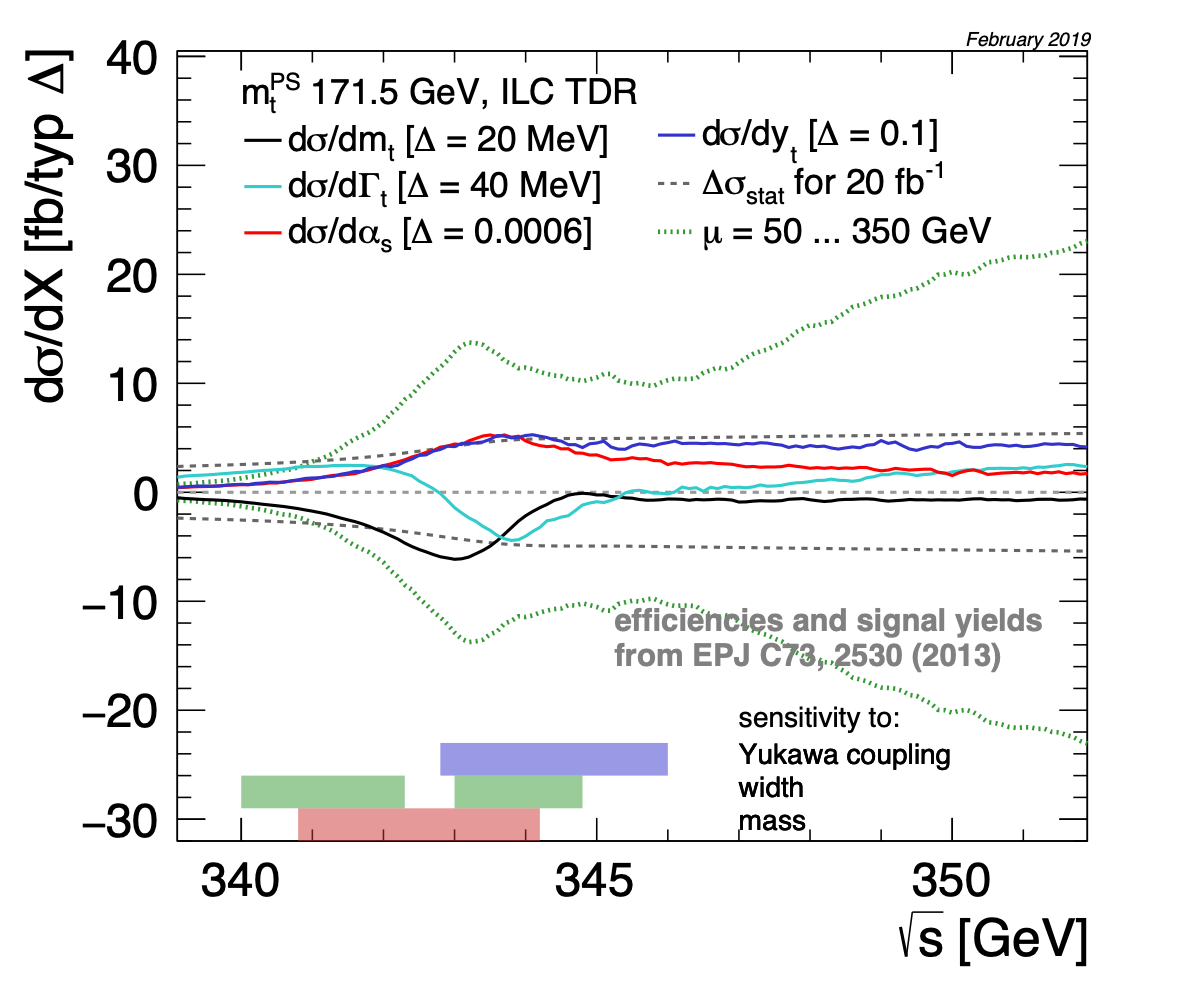 February 2019
dσ/dX [fb/typ Δ]
40
30
20
10
0
−10
−20
−30
m_t^PS 171.5 GeV, ILC TDR
dσ/dm_t [Δ = 20 MeV]
dσ/dΓ_t [Δ = 40 MeV]
dσ/dα_s [Δ = 0.0006]
dσ/dy_t [Δ = 0.1]
Δσ_stat for 20 fb^-1
μ = 50 ... 350 GeV
efficiencies and signal yields
from EPJ C73, 2530 (2013)
sensitivity to:
Yukawa coupling
width
mass
340 345 350
√s [GeV]